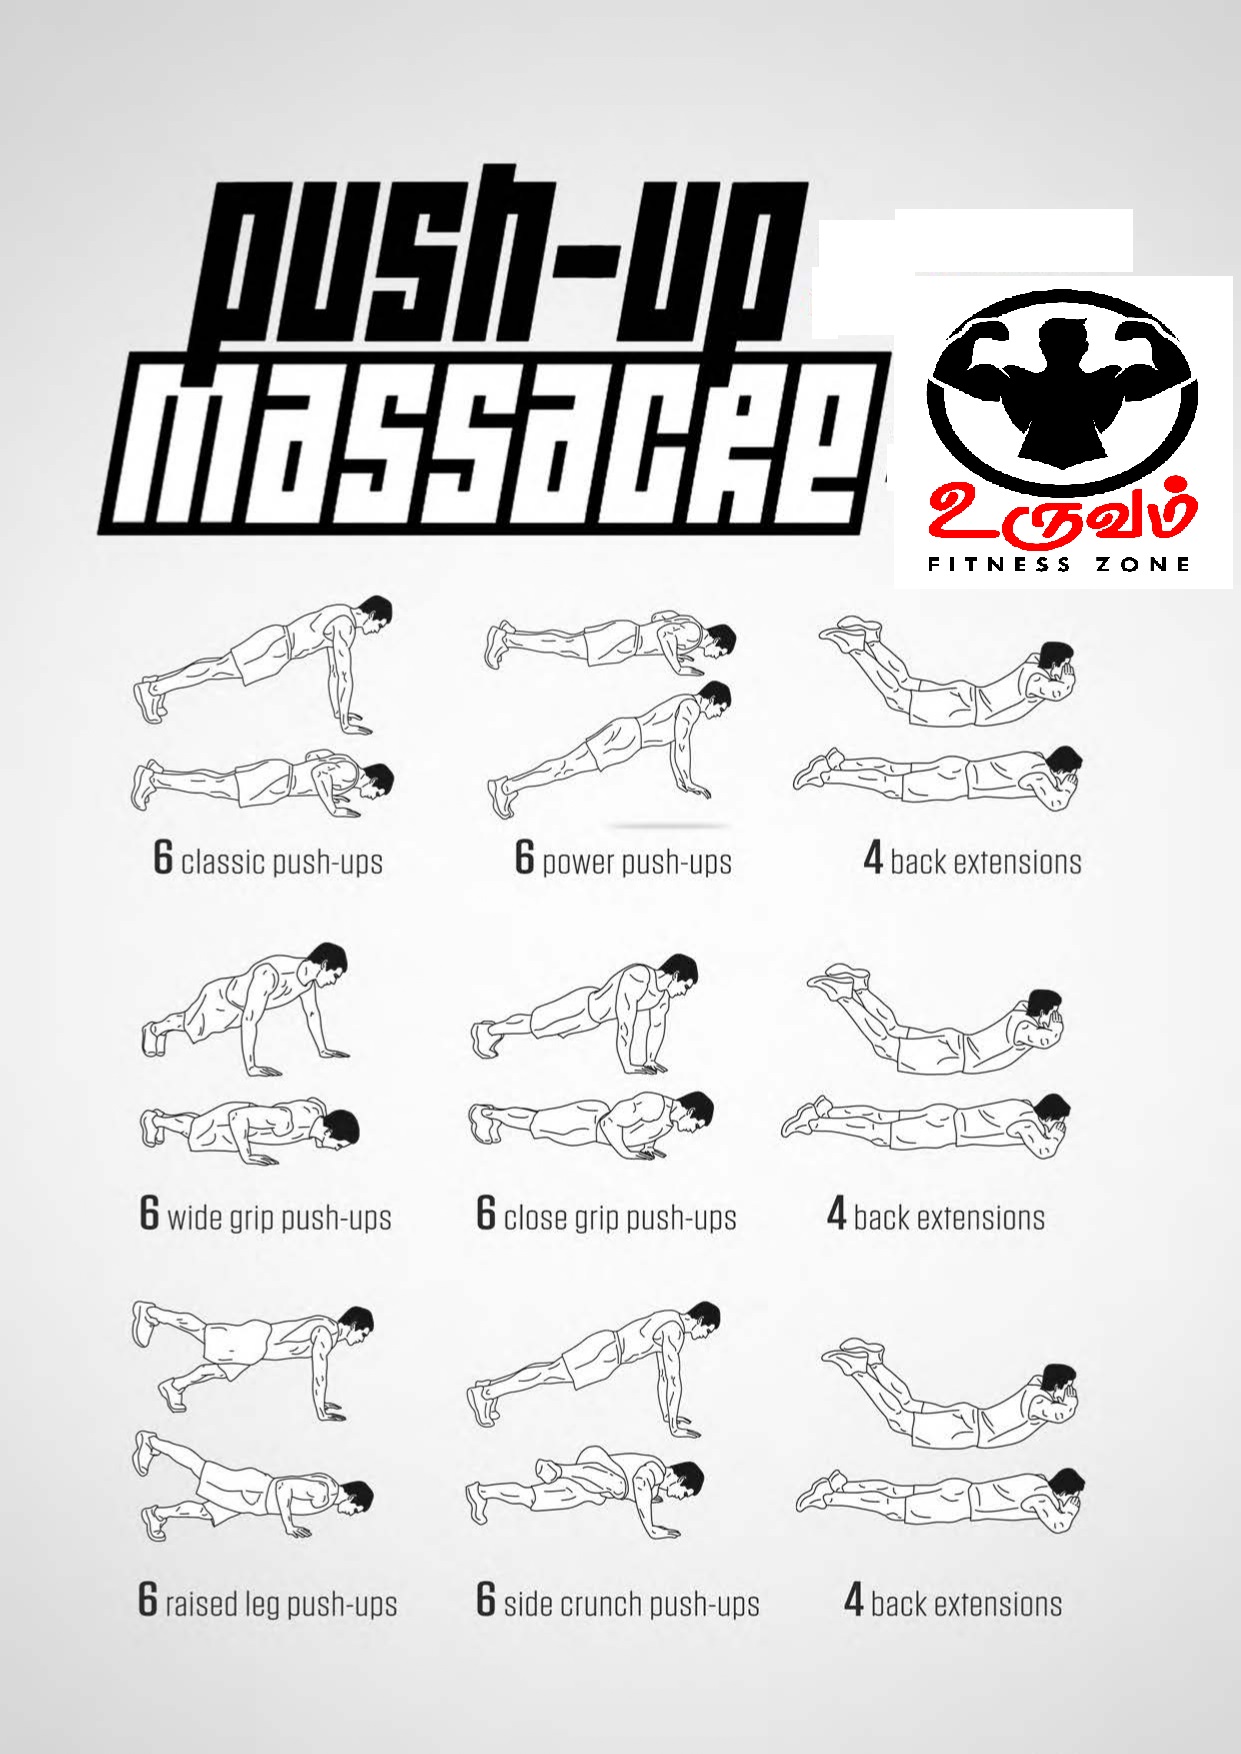 push-up
massacre
உருவம்
FITNESS ZONE
6 classic push-ups
6 power push-ups
4 back extensions
6 wide grip push-ups
6 close grip push-ups
4 back extensions
6 raised leg push-ups
6 side crunch push-ups
4 back extensions